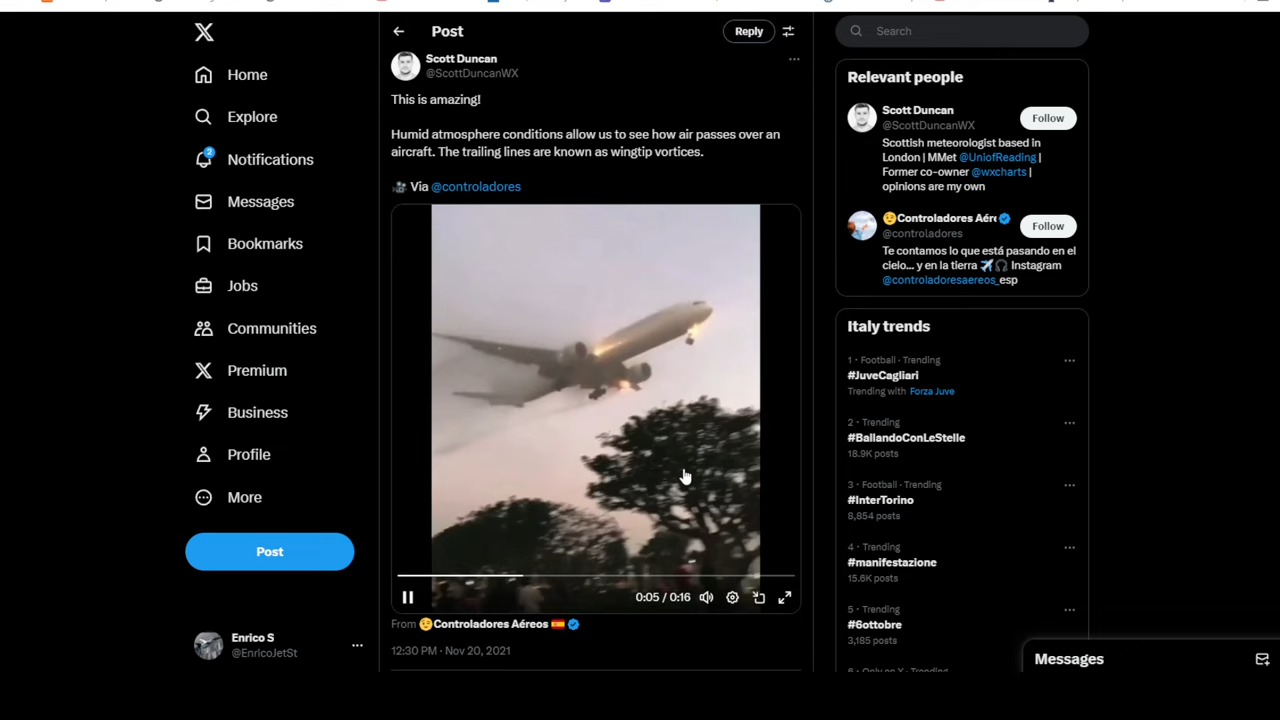 Home
Explore
2
Notifications
Messages
Bookmarks
Jobs
Communities
Premium
Business
Profile
More
Post
Enrico S
@EnricoJetSt
Post
Reply
Scott Duncan
@ScottDuncanWX
This is amazing!
Humid atmosphere conditions allow us to see how air passes over an
aircraft. The trailing lines are known as wingtip vortices.
Via @controladores
0:05 / 0:16
From Controladores Aéreos
12:30 PM · Nov 20, 2021
Search
Relevant people
Scott Duncan
@ScottDuncanWX
Follow
Scottish meteorologist based in
London | MMet @UniofReading |
Former co-owner @wxcharts |
opinions are my own
Controladores Aére
@controladores
Follow
Te contamos lo que está pasando en el
cielo... y en la tierra Instagram
@controladoresaereos_esp
Italy trends
1 · Football · Trending
#JuveCagliari
Trending with Forza Juve
2 · Trending
#BallandoConLeStelle
18.9K posts
3 · Football · Trending
#InterTorino
8,854 posts
4 · Trending
#manifestazione
15.6K posts
5 · Trending
#6ottobre
3,185 posts
Messages